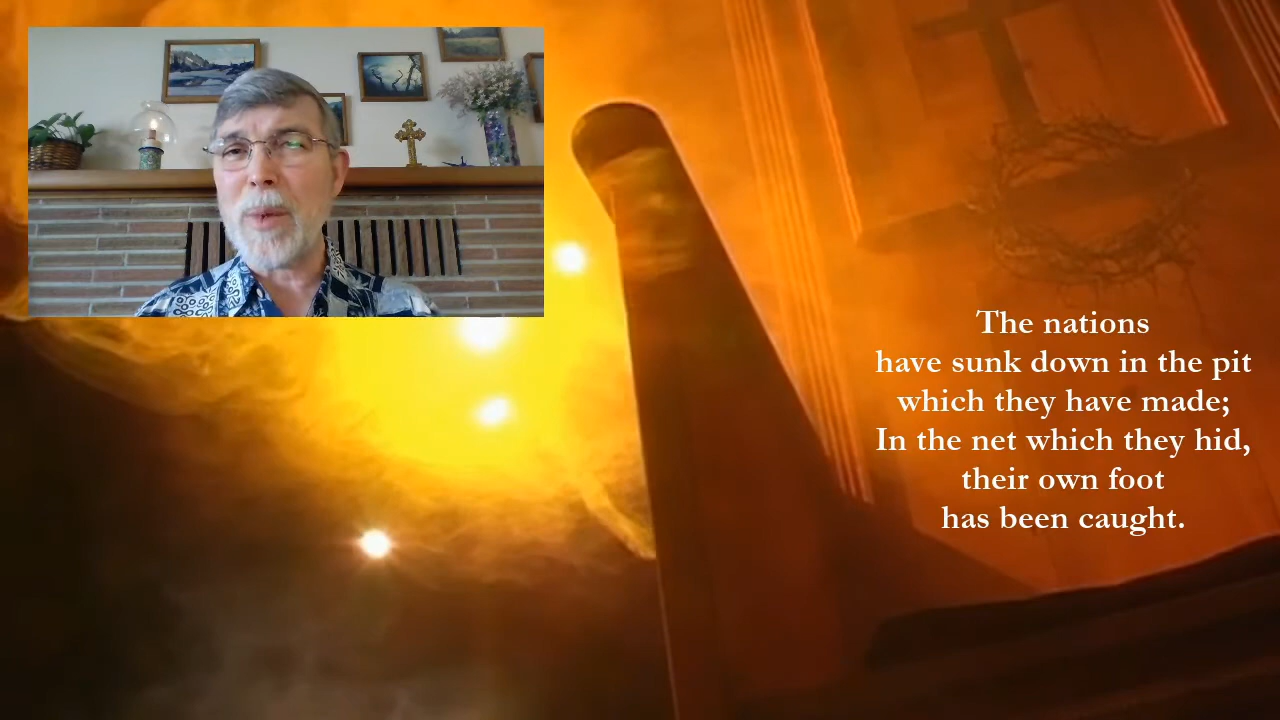 The nations
have sunk down in the pit
which they have made;
In the net which they hid,
their own foot
has been caught.